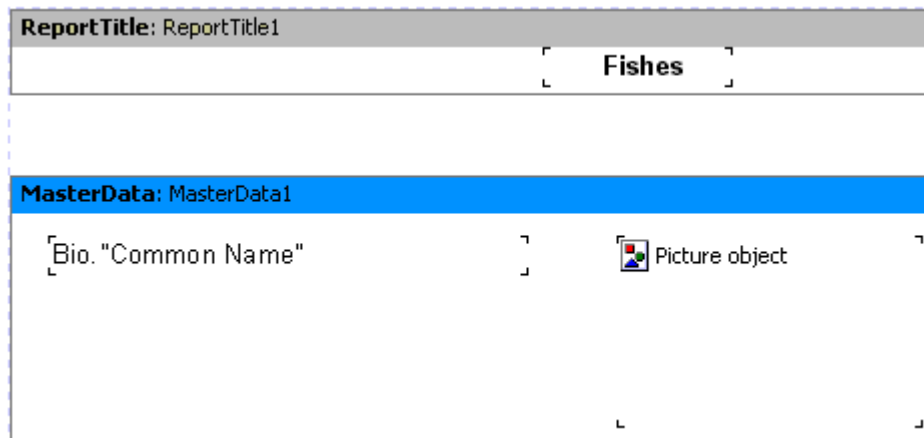 ReportTitle: ReportTitle1
Fishes
MasterData: MasterData1
Bio."Common Name"
Picture object